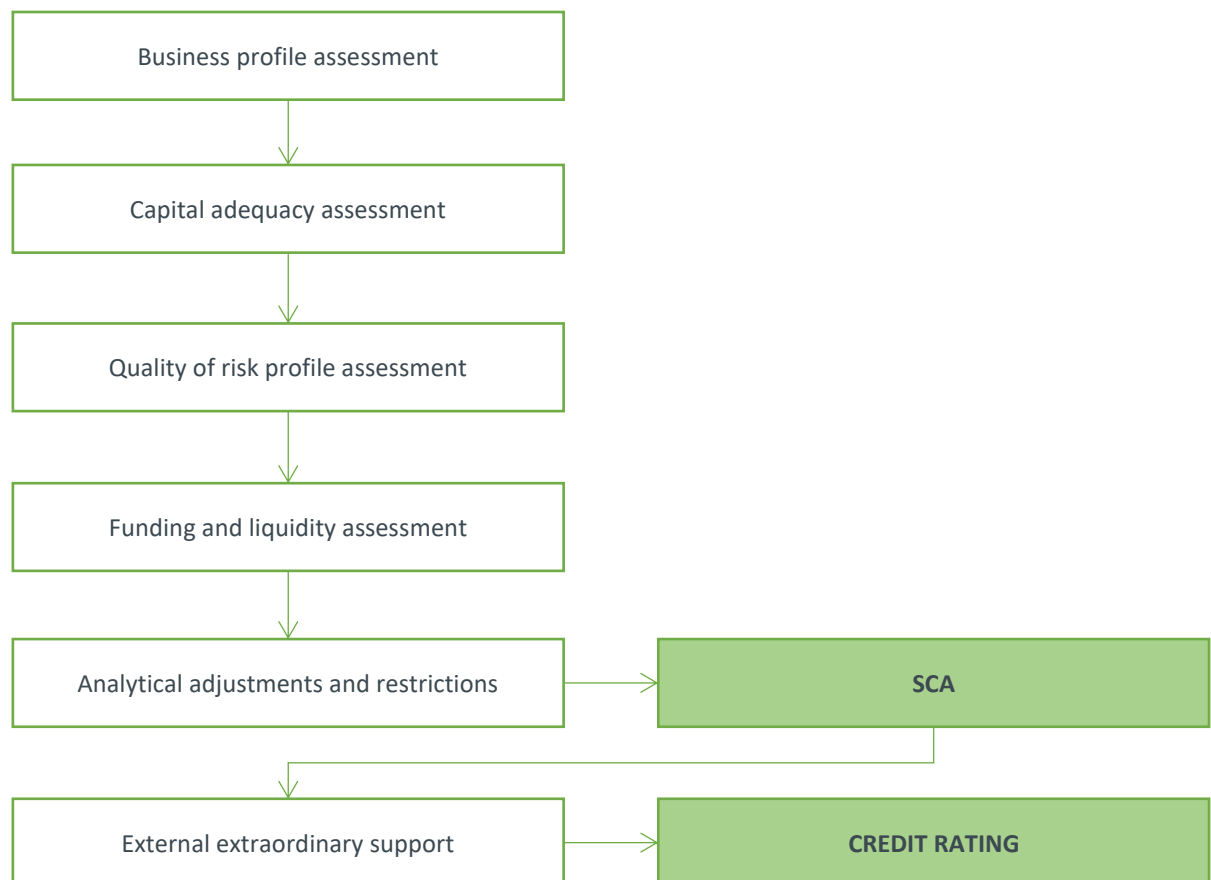 Business profile assessment
Capital adequacy assessment
Quality of risk profile assessment
Funding and liquidity assessment
Analytical adjustments and restrictions
SCA
External extraordinary support
CREDIT RATING